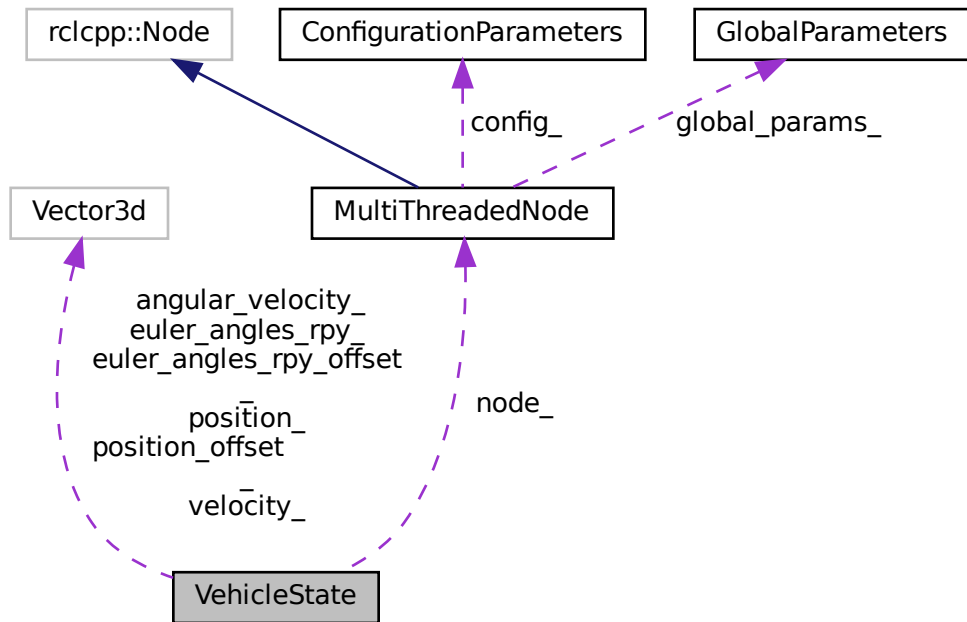 rclcpp::Node
ConfigurationParameters
GlobalParameters
config_
global_params_
Vector3d
MultiThreadedNode
angular_velocity_
euler_angles_rpy_
euler_angles_rpy_offset
_
position_
position_offset
_
velocity_
node_
VehicleState